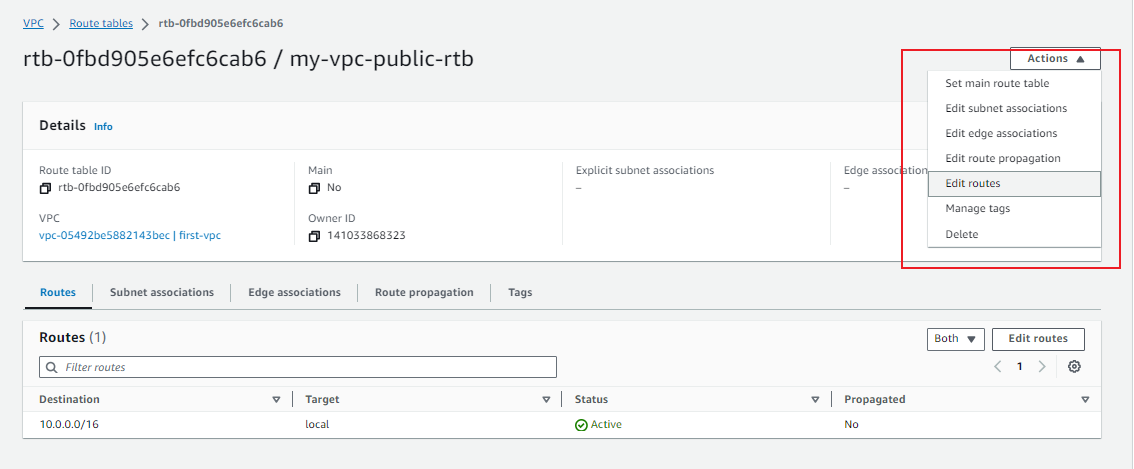 VPC > Route tables > rtb-0fbd905e6efc6cab6
rtb-0fbd905e6efc6cab6 / my-vpc-public-rtb
Actions
Set main route table
Edit subnet associations
Edit edge associations
Edit route propagation
Edit routes
Manage tags
Delete
Details Info
Route table ID
rtb-0fbd905e6efc6cab6
Main
No
Explicit subnet associations
–
Edge association
–
VPC
vpc-05492be5882143bec | first-vpc
Owner ID
141033868323
Routes Subnet associations Edge associations Route propagation Tags
Routes (1)
Both Edit routes
Filter routes
1
Destination Target Status Propagated
10.0.0.0/16 local Active No